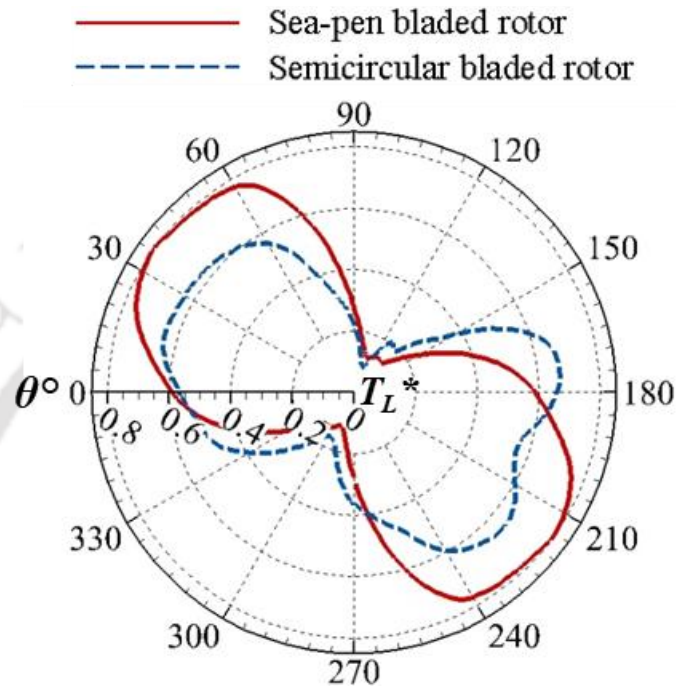 Sea-pen bladed rotor
Semicircular bladed rotor
90
60 120
30 150
θ° 0 T_L* 180
0.8 0.6 0.4 0.2 0
330 210
300 240
270